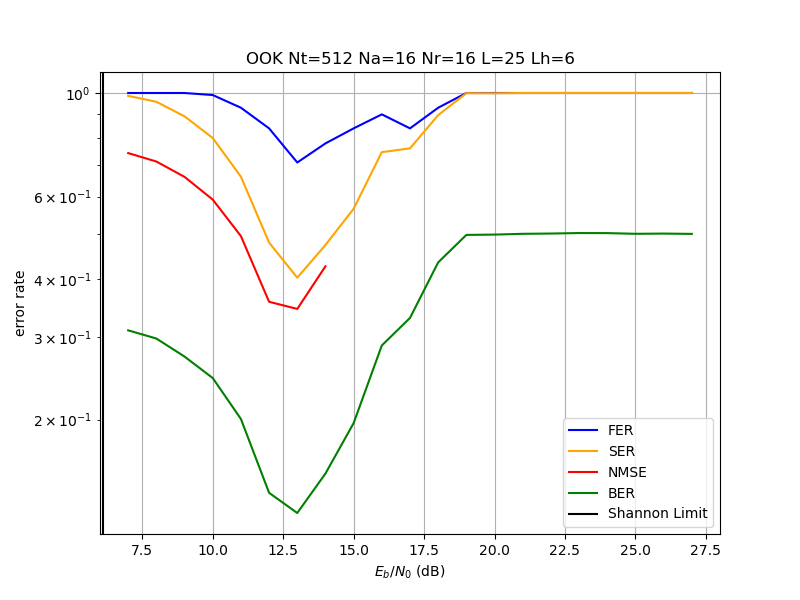 OOK Nt=512 Na=16 Nr=16 L=25 Lh=6
10⁰
6 × 10⁻¹
4 × 10⁻¹
3 × 10⁻¹
2 × 10⁻¹
error rate
7.5 10.0 12.5 15.0 17.5 20.0 22.5 25.0 27.5
E_b/N_0 (dB)
FER
SER
NMSE
BER
Shannon Limit